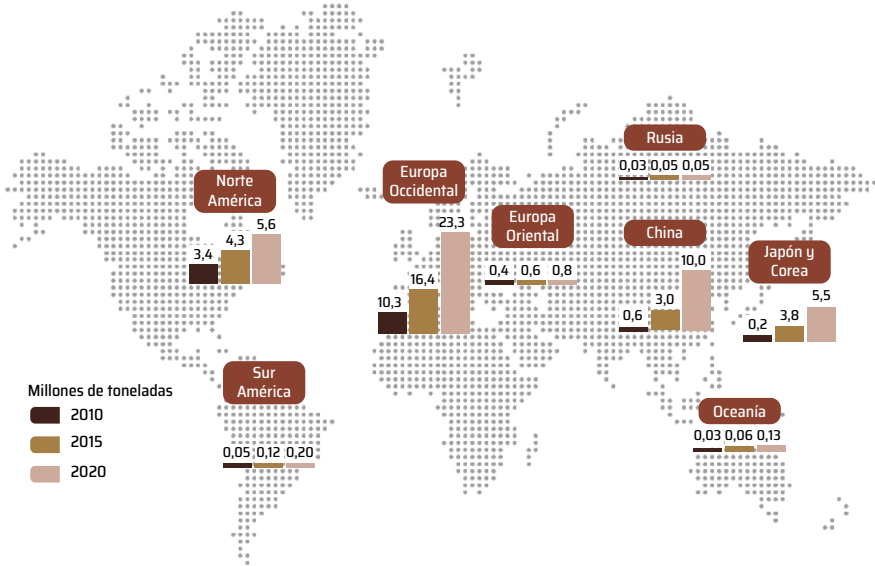 Rusia
0,03 0,05 0,05
Norte
América
3,4 4,3 5,6
Europa
Occidental
10,3 16,4 23,3
Europa
Oriental
0,4 0,6 0,8
China
0,6 3,0 10,0
Japón y
Corea
0,2 3,8 5,5
Sur
América
0,05 0,12 0,20
Oceanía
0,03 0,06 0,13
Millones de toneladas
2010
2015
2020